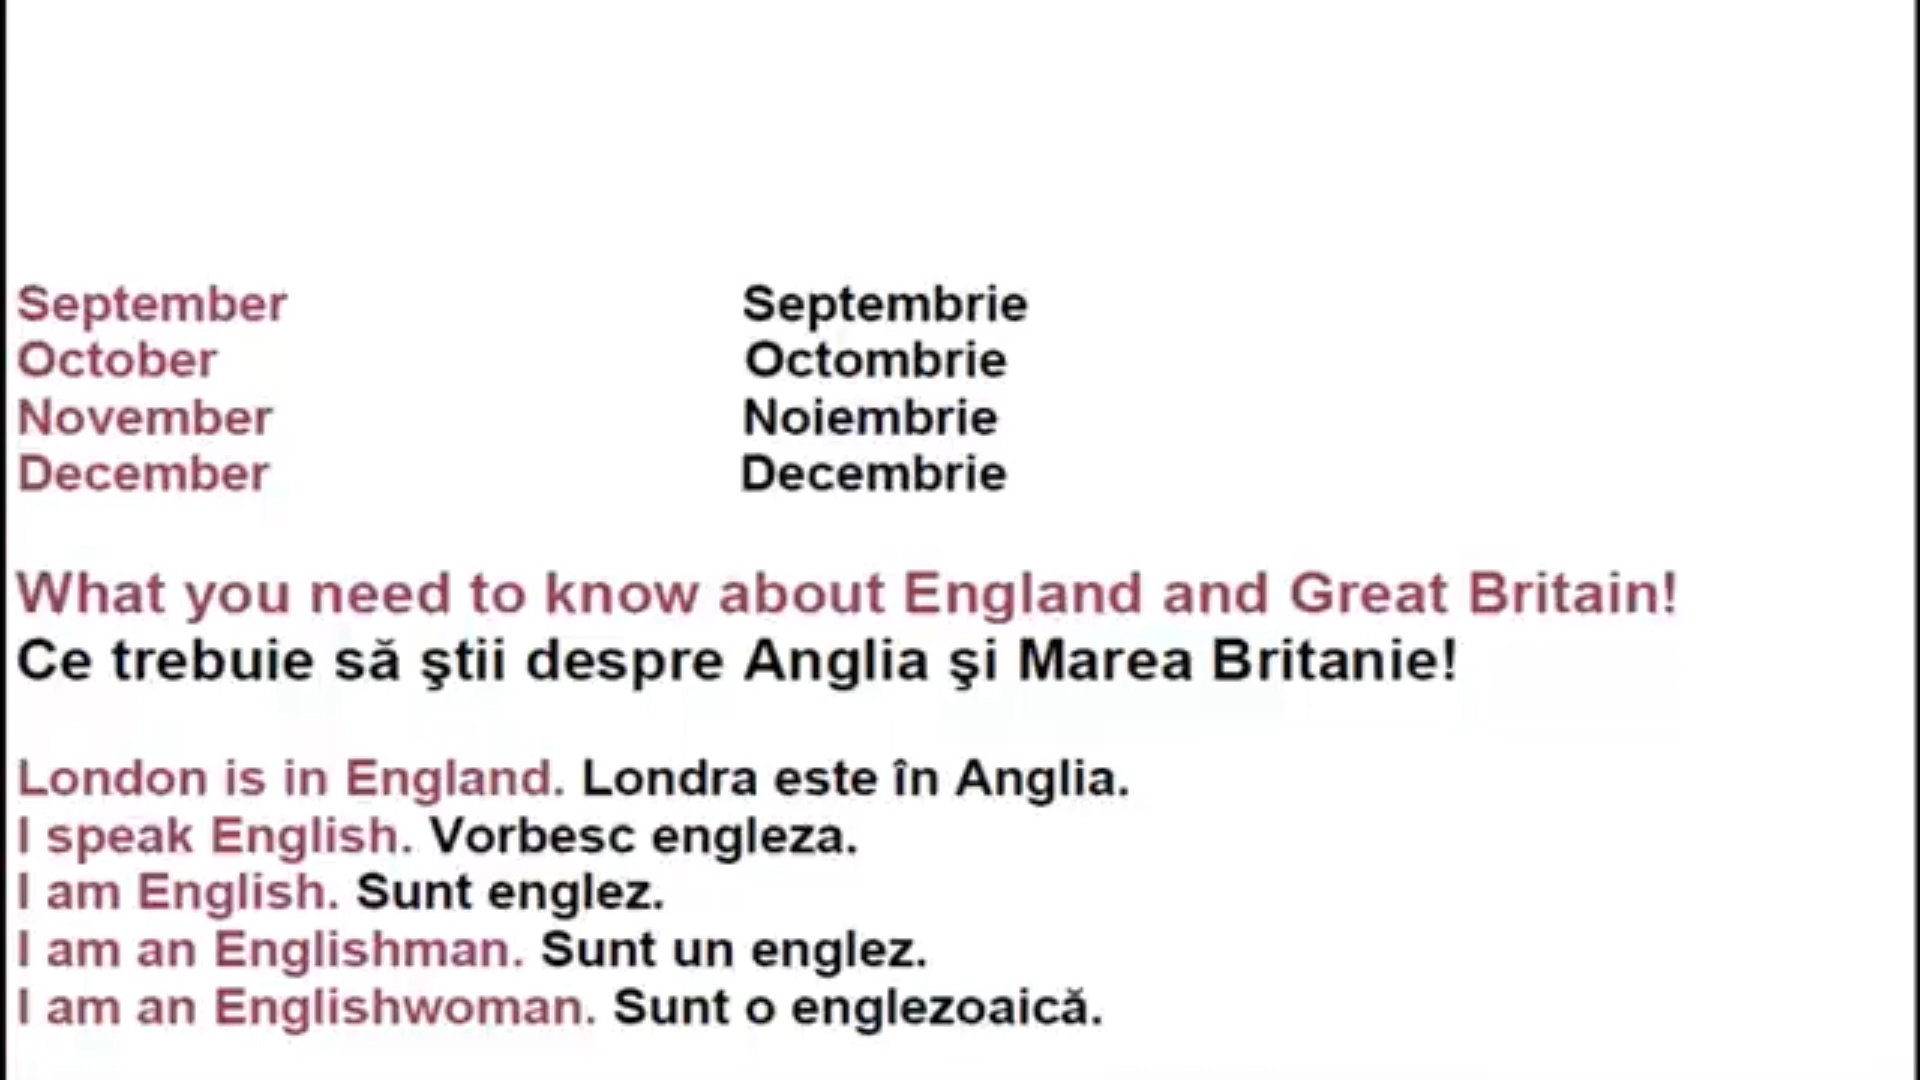 September Septembrie
October Octombrie
November Noiembrie
December Decembrie
What you need to know about England and Great Britain!
Ce trebuie să ştii despre Anglia şi Marea Britanie!
London is in England. Londra este în Anglia.
I speak English. Vorbesc engleza.
I am English. Sunt englez.
I am an Englishman. Sunt un englez.
I am an Englishwoman. Sunt o englezoaică.